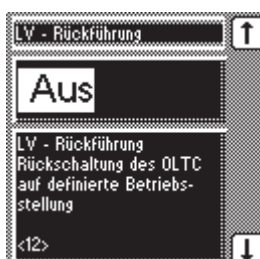 LV - Rückführung
Aus
LV - Rückführung
Rückschaltung des OLTC
auf definierte Betriebs-
stellung
<12>